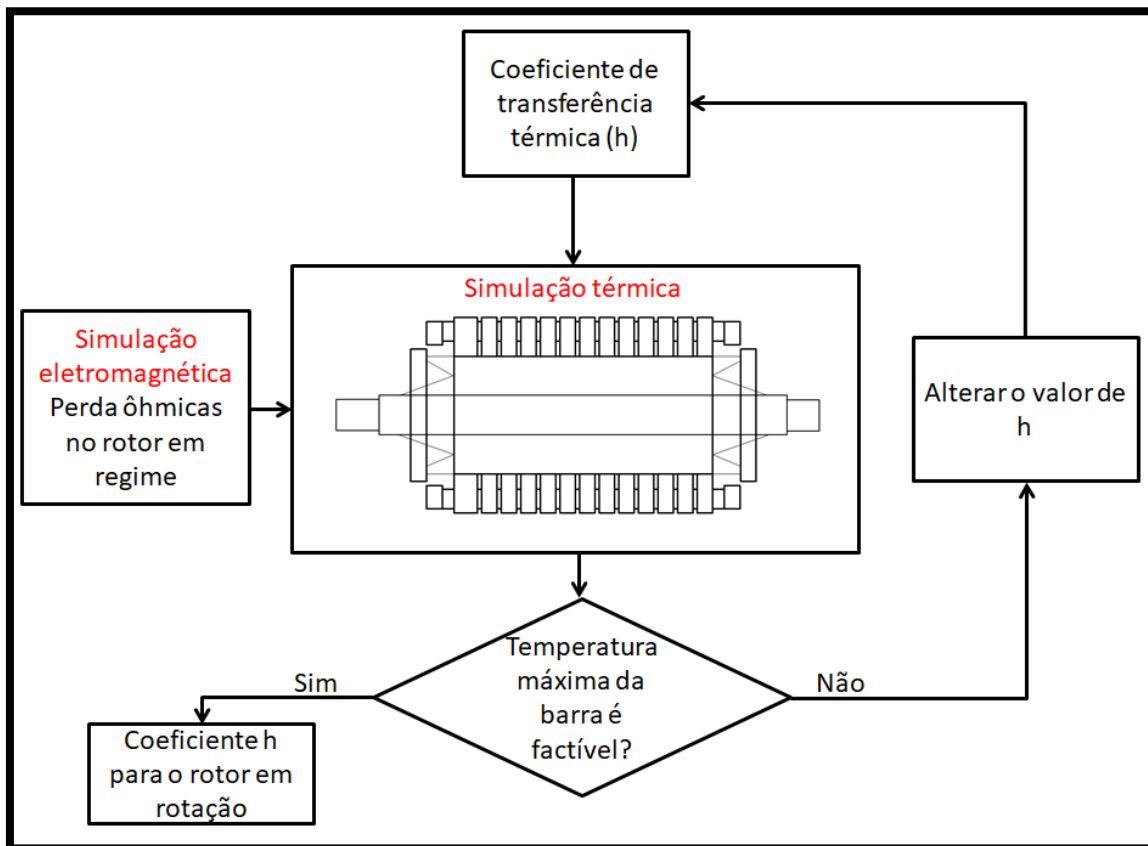 Coeficiente de
transferência
térmica (h)
Simulação térmica
Simulação
eletromagnética
Perda ôhmicas
no rotor em
regime
Alterar o valor de
h
Temperatura
máxima da
barra é
factível?
Sim
Não
Coeficiente h
para o rotor em
rotação